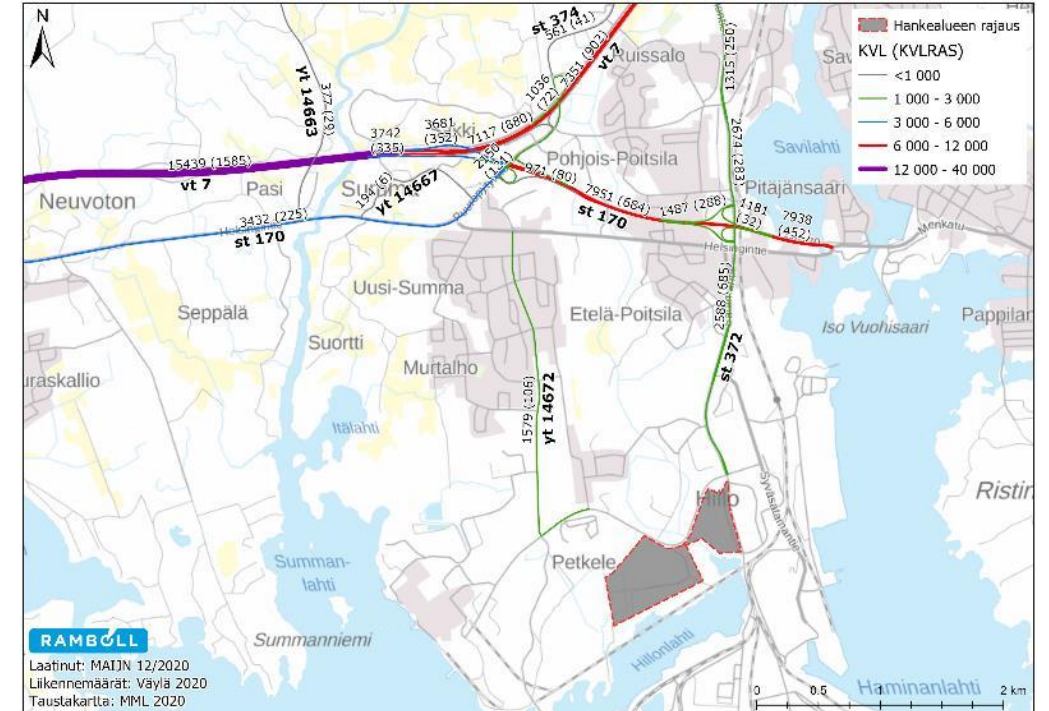 N
Hankealueen rajaus
KVL (KVLRAS)
<1 000
1 000 - 3 000
3 000 - 6 000
6 000 - 12 000
12 000 - 40 000
st 374
561 (41)
7351 (902)
vt 7
Ruissalo
1315 (250)
yt 14663
377 (29)
1036
(72)
3681
(352)
3742
(335)
2674 (283)
Savilahti
15439 (1585)
vt 7
Pohjois-Poitsila
Pitäjänsaari
Pasi
yt 14667
971 (80)
7951 (684)
st 170
1487 (288)
1181
(32)
7938
(452)
Neuvoton
3432 (225)
Helsingintie
st 170
Helsingintie
Menkatu
Uusi-Summa
Seppälä
Etelä-Poitsila
2588 (685)
Iso Vuohisaari
Pappilan
Suortti
Murtalho
st 372
uraskallio
1579 (106)
yt 14672
Itälahti
Hillo
Syväsalamantie
Ristin
Summan-
lahti
Petkele
Summanniemi
Hillonlahti
Haminanlahti
RAMBOLL
Laatinut: MAIJN 12/2020
Liikennemäärät: Väylä 2020
Taustakartta: MML 2020
0 0.5 1 2 km